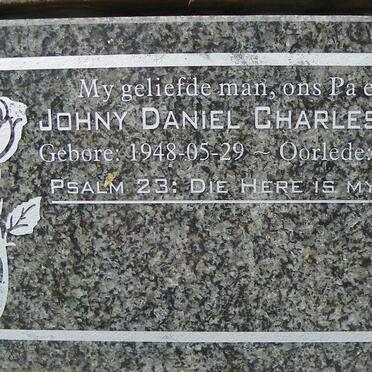 My geliefde man, ons Pa e
Johny Daniel Charles
Gebore: 1948-05-29 ~ Oorlede:
Psalm 23: Die Here is my